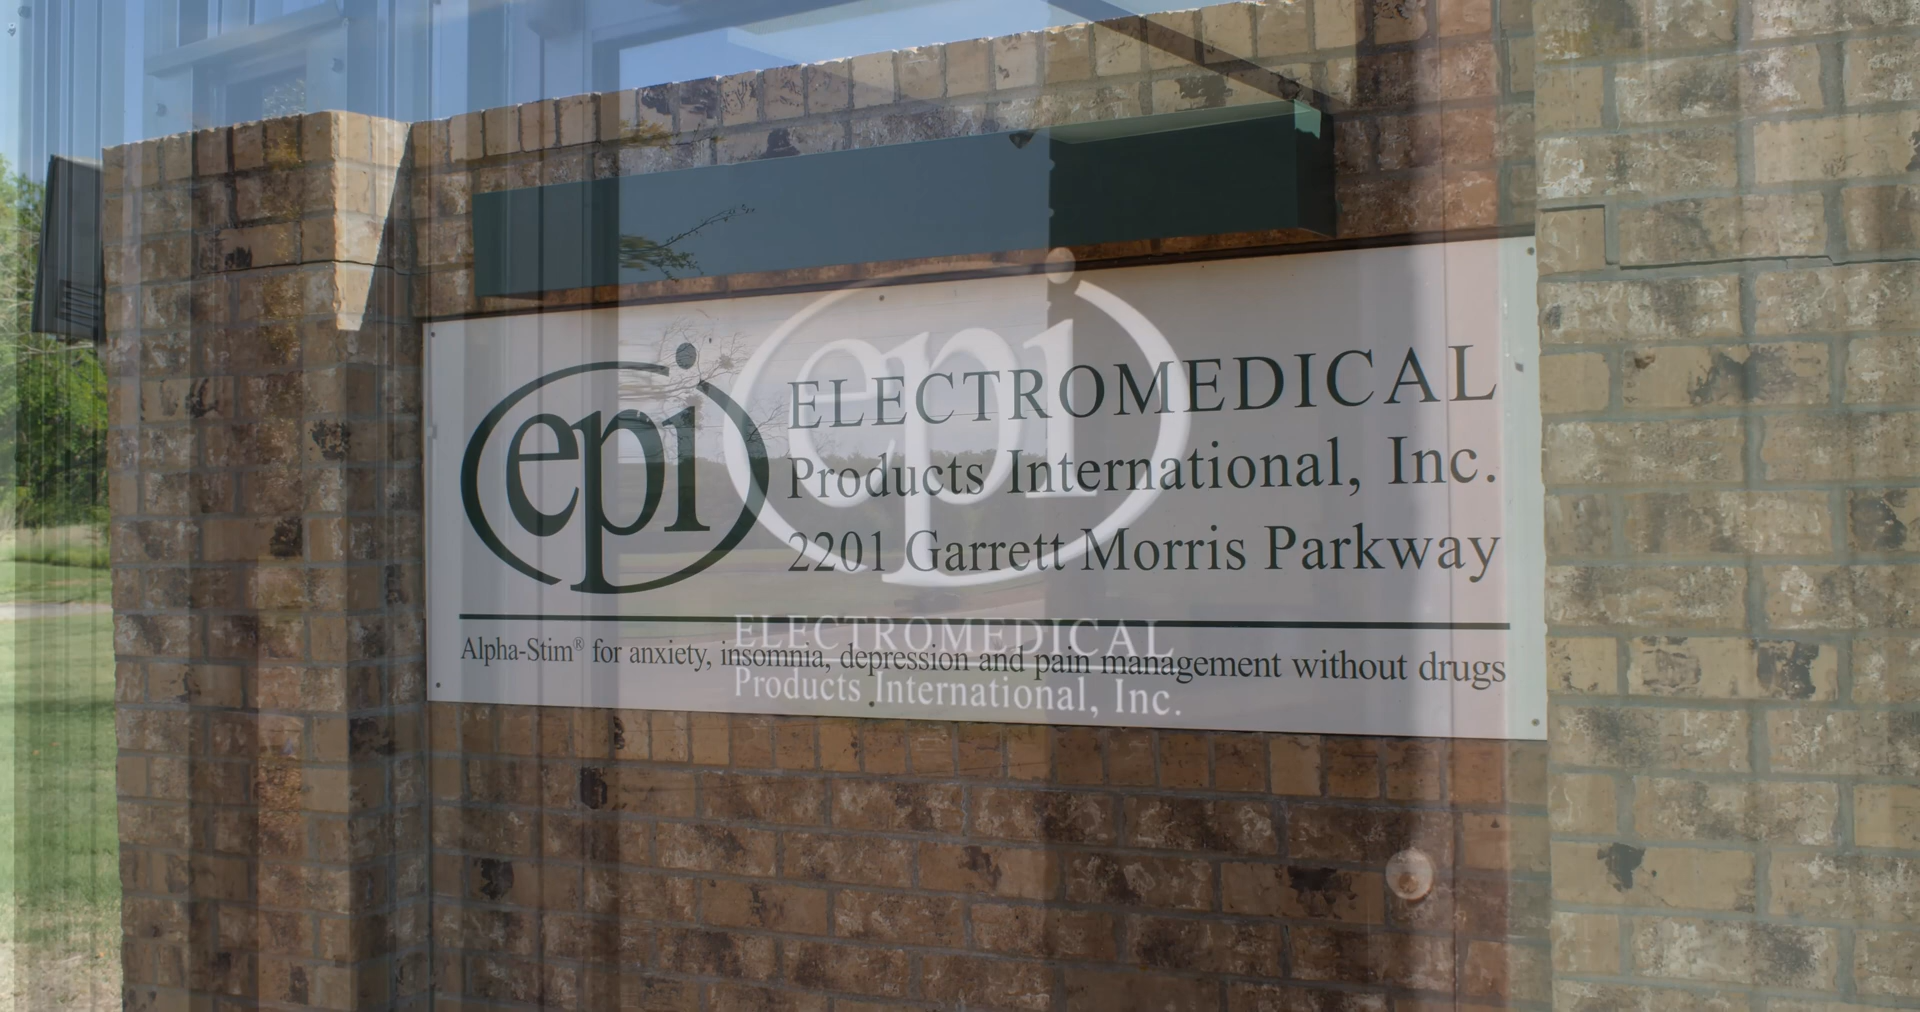 epi
ELECTROMEDICAL
Products International, Inc.
2201 Garrett Morris Parkway
Alpha-Stim® for anxiety, insomnia, depression and pain management without drugs
epi
ELECTROMEDICAL
Products International, Inc.